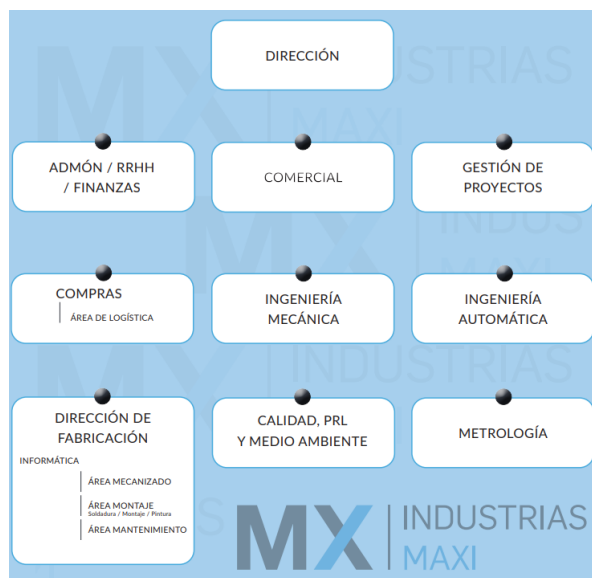 DIRECCIÓN
ADMÓN / RRHH
/ FINANZAS
COMERCIAL
GESTIÓN DE
PROYECTOS
COMPRAS
ÁREA DE LOGÍSTICA
INGENIERÍA
MECÁNICA
INGENIERÍA
AUTOMÁTICA
DIRECCIÓN DE
FABRICACIÓN
INFORMÁTICA
ÁREA MECANIZADO
ÁREA MONTAJE
Soldadura / Montaje / Pintura
ÁREA MANTENIMIENTO
CALIDAD, PRL
Y MEDIO AMBIENTE
METROLOGÍA
MX INDUSTRIAS
MAXI